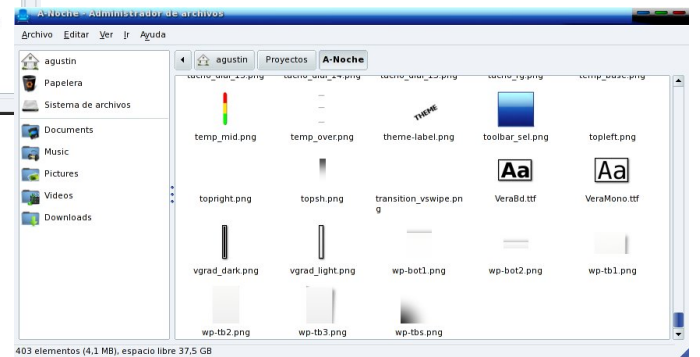 A-Noche - Administrador de archivos
Archivo Editar Ver Ir Ayuda
agustin
Papelera
Sistema de archivos
Documents
Music
Pictures
Videos
Downloads
agustin Proyectos A-Noche
temp_mid.png temp_over.png theme-label.png toolbar_sel.png topleft.png
THEME
Aa Aa
topright.png topsh.png transition_vswipe.pn VeraBd.ttf VeraMono.ttf
g
vgrad_dark.png vgrad_light.png wp-bot1.png wp-bot2.png wp-tb1.png
wp-tb2.png wp-tb3.png wp-tbs.png
403 elementos (4,1 MB), espacio libre 37,5 GB